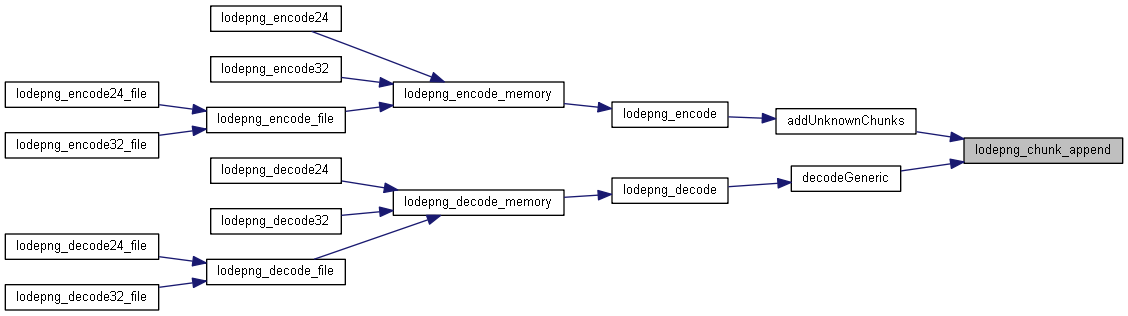 lodepng_encode24
lodepng_encode32
lodepng_encode24_file
lodepng_encode_memory
lodepng_encode_file
lodepng_encode
addUnknownChunks
lodepng_encode32_file
lodepng_chunk_append
lodepng_decode24
decodeGeneric
lodepng_decode
lodepng_decode_memory
lodepng_decode32
lodepng_decode24_file
lodepng_decode_file
lodepng_decode32_file